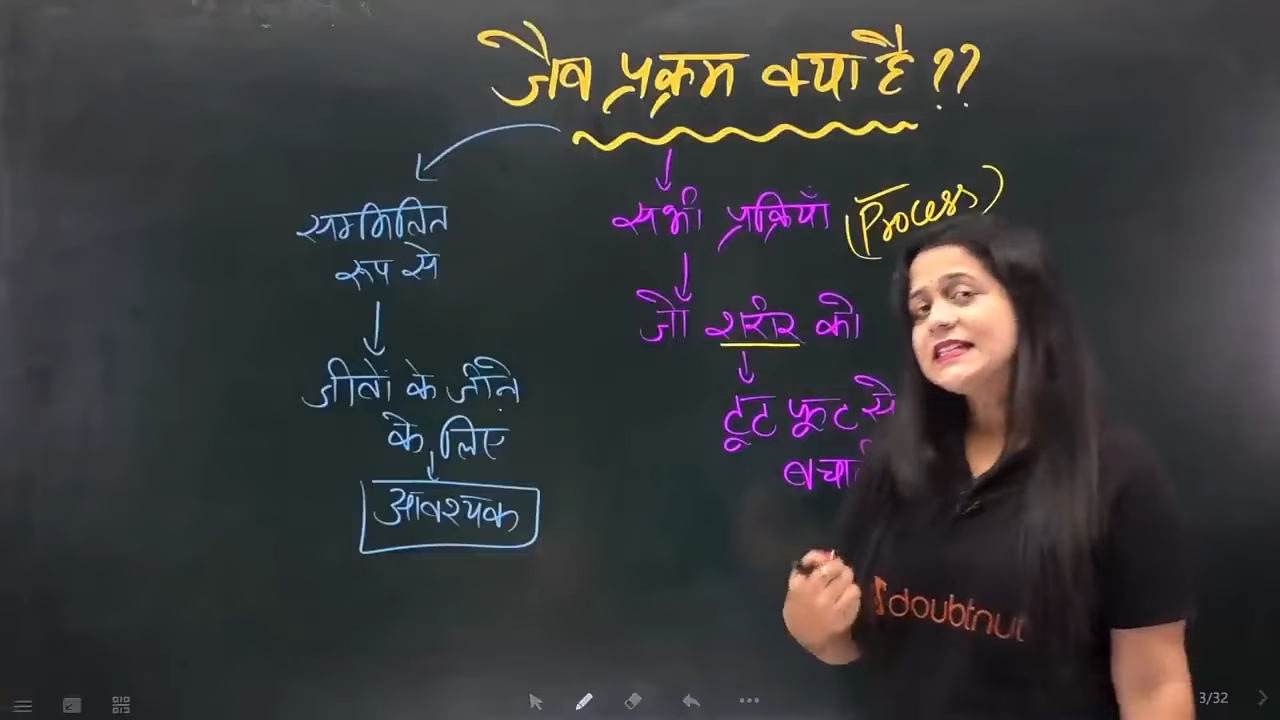 जैव प्रक्रम क्या है ??
सम्मिलित
रूप से
जीवों के जीने
के लिए
आवश्यक
सभी प्रक्रियाँ (Process)
जो शरीर को
टूट फूट से
doubtnut
3/32